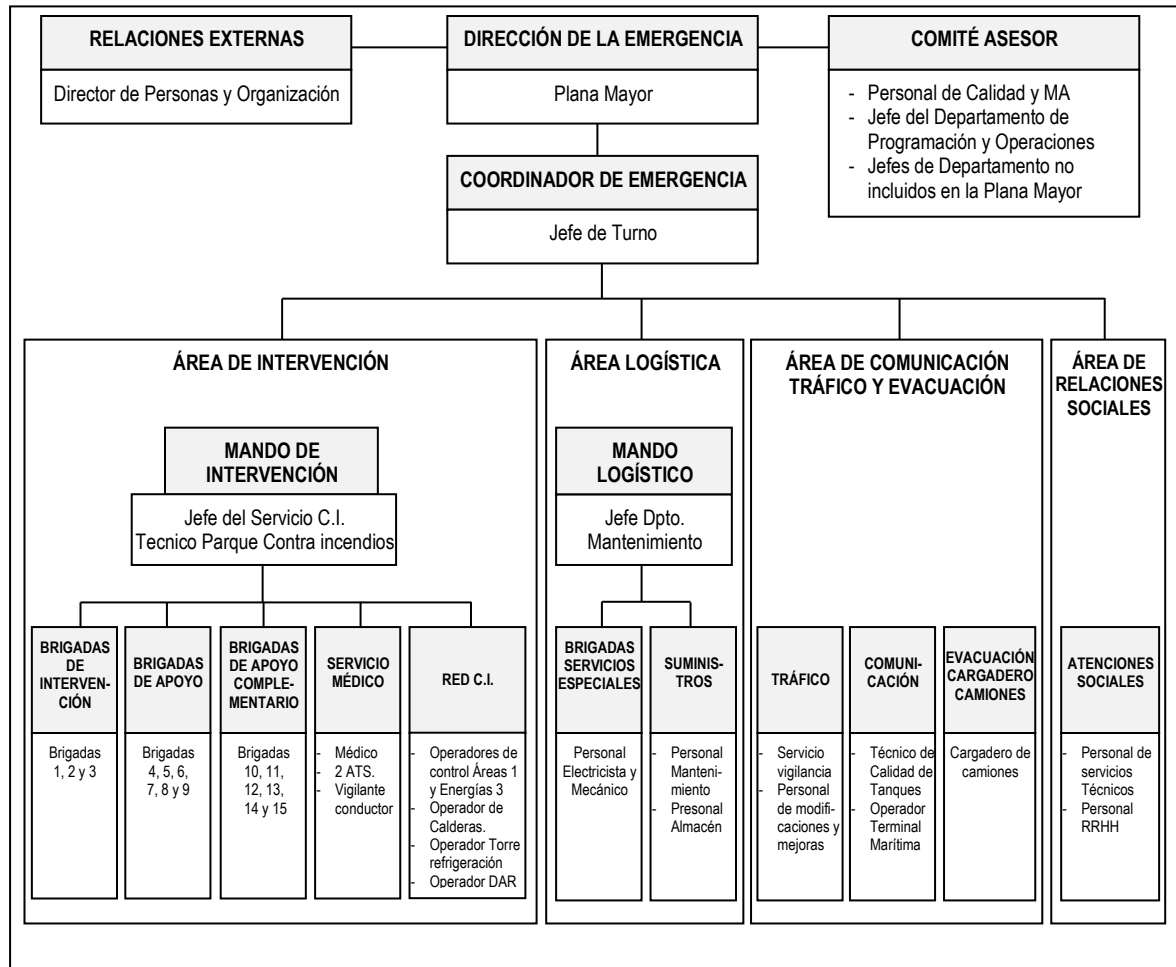 RELACIONES EXTERNAS
Director de Personas y Organización
DIRECCIÓN DE LA EMERGENCIA
Plana Mayor
COMITÉ ASESOR
- Personal de Calidad y MA
- Jefe del Departamento de
Programación y Operaciones
- Jefes de Departamento no
incluidos en la Plana Mayor
COORDINADOR DE EMERGENCIA
Jefe de Turno
ÁREA DE INTERVENCIÓN
MANDO DE
INTERVENCIÓN
Jefe del Servicio C.I.
Tecnico Parque Contra incendios
BRIGADAS
DE
INTERVEN-
CIÓN
Brigadas
1, 2 y 3
BRIGADAS
DE APOYO
Brigadas
4, 5, 6,
7, 8 y 9
BRIGADAS
DE APOYO
COMPLE-
MENTARIO
Brigadas
10, 11,
12, 13,
14 y 15
SERVICIO
MÉDICO
- Médico
- 2 ATS.
- Vigilante
conductor
RED C.I.
- Operadores de
control Áreas 1
y Energías 3
- Operador de
Calderas.
- Operador Torre
refrigeración
- Operador DAR
ÁREA LOGÍSTICA
MANDO
LOGÍSTICO
Jefe Dpto.
Mantenimiento
BRIGADAS
SERVICIOS
ESPECIALES
Personal
Electricista y
Mecánico
SUMINIS-
TROS
- Personal
Manteni-
miento
- Presonal
Almacén
ÁREA DE COMUNICACIÓN
TRÁFICO Y EVACUACIÓN
TRÁFICO
- Servicio
vigilancia
- Personal
de modifi-
caciones y
mejoras
COMUNI-
CACIÓN
- Técnico de
Calidad de
Tanques
- Operador
Terminal
Marítima
EVACUACIÓN
CARGADERO
CAMIONES
Cargadero de
camiones
ÁREA DE
RELACIONES
SOCIALES
ATENCIONES
SOCIALES
- Personal de
servicios
Técnicos
- Personal
RRHH